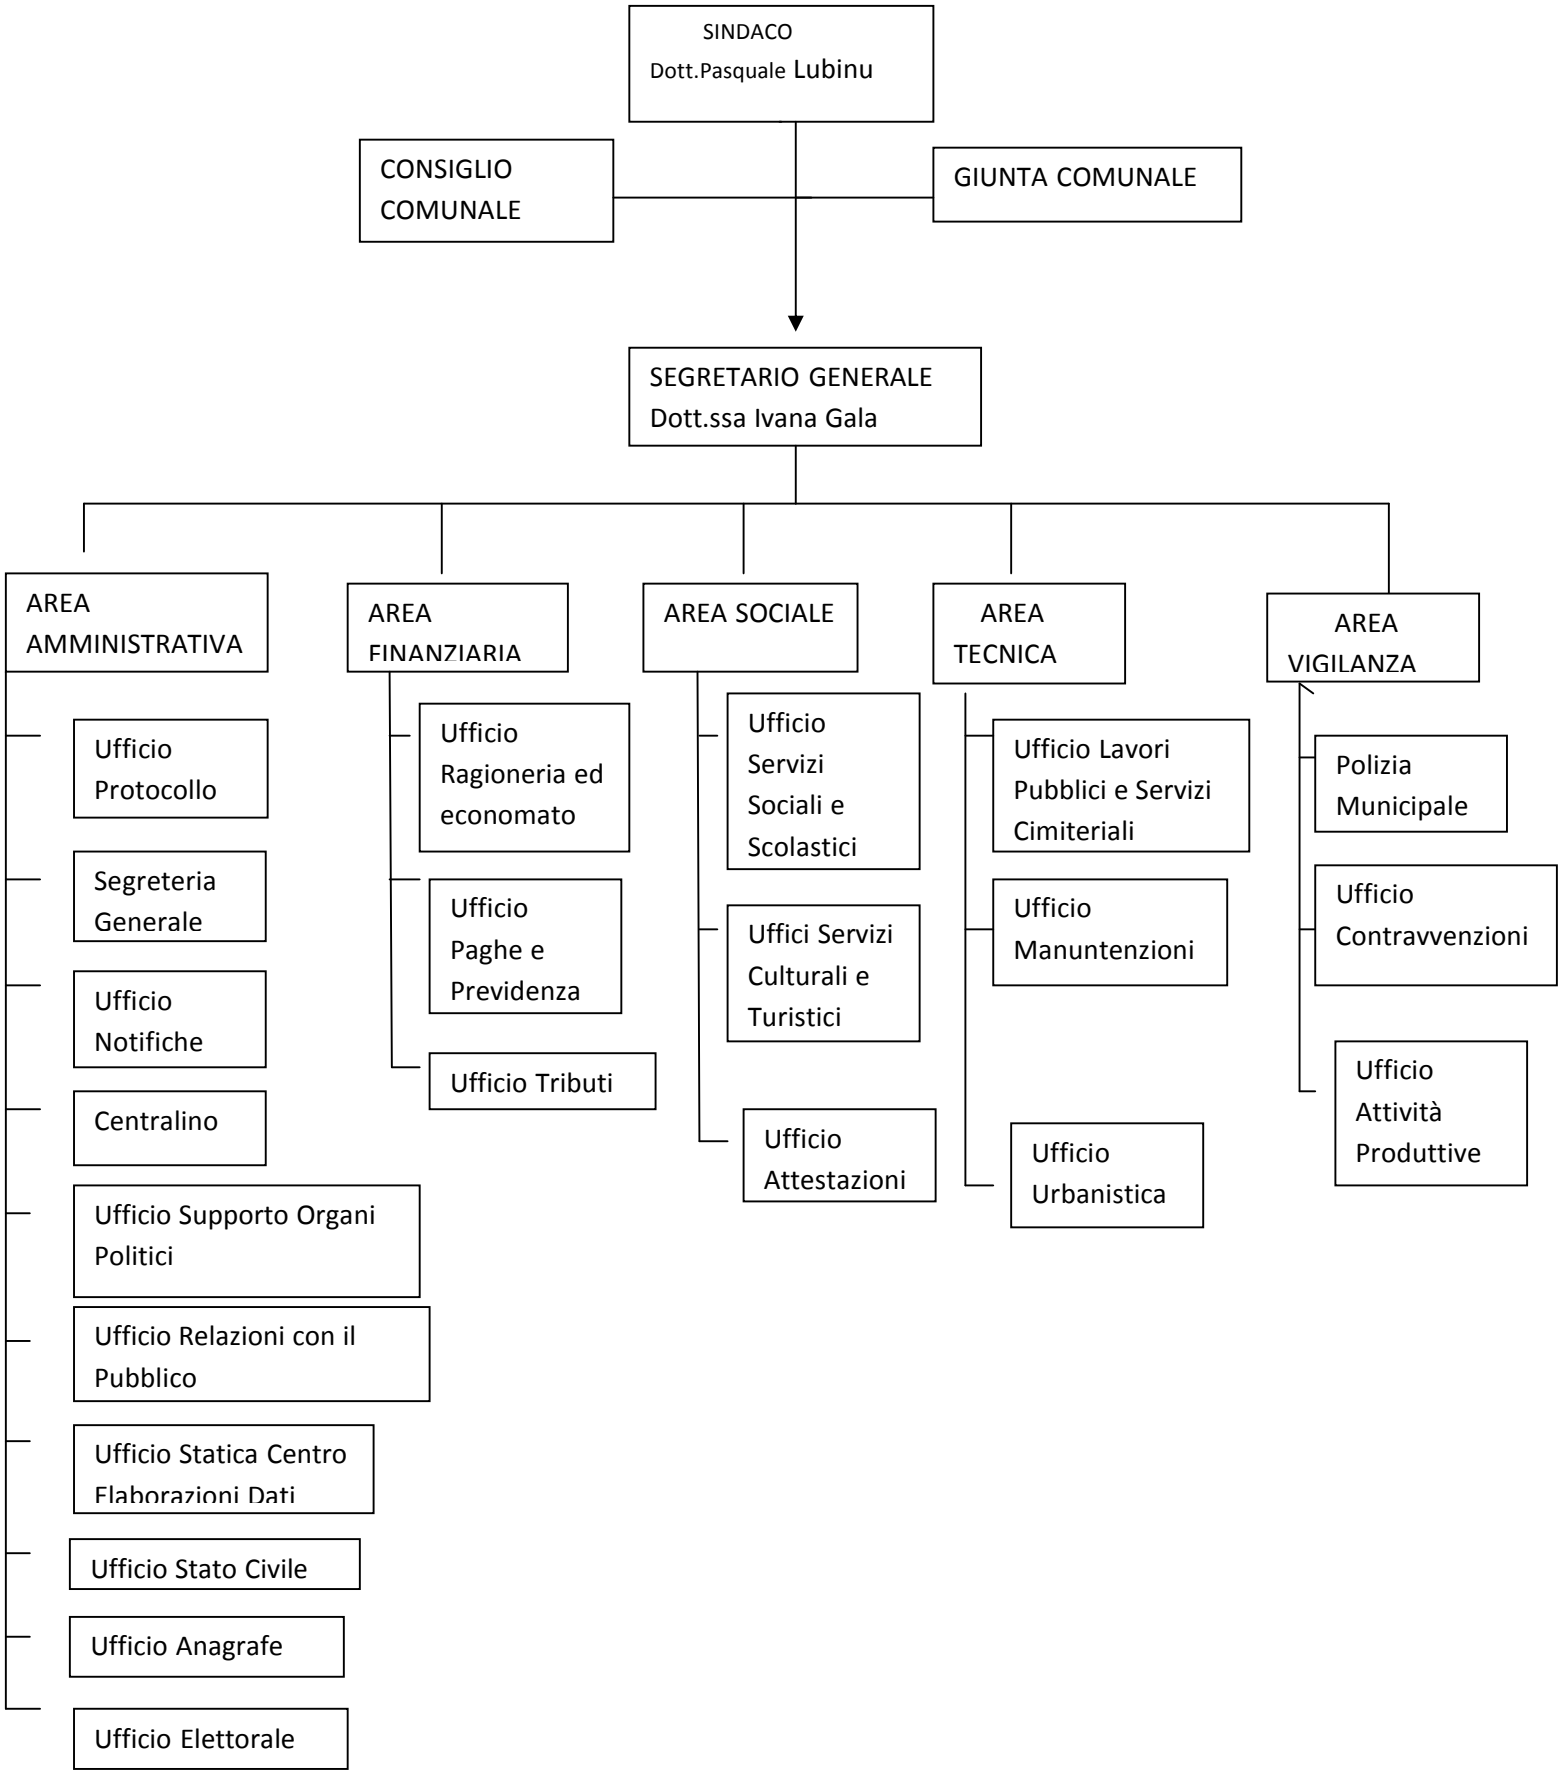 SINDACO
Dott.Pasquale Lubinu
CONSIGLIO
COMUNALE
GIUNTA COMUNALE
SEGRETARIO GENERALE
Dott.ssa Ivana Gala
AREA
AMMINISTRATIVA
Ufficio
Protocollo
Segreteria
Generale
Ufficio
Notifiche
Centralino
Ufficio Supporto Organi
Politici
Ufficio Relazioni con il
Pubblico
Ufficio Statica Centro
Elaborazioni Dati
Ufficio Stato Civile
Ufficio Anagrafe
Ufficio Elettorale
AREA
FINANZIARIA
Ufficio
Ragioneria ed
economato
Ufficio
Paghe e
Previdenza
Ufficio Tributi
AREA SOCIALE
Ufficio
Servizi
Sociali e
Scolastici
Uffici Servizi
Culturali e
Turistici
Ufficio
Attestazioni
AREA
TECNICA
Ufficio Lavori
Pubblici e Servizi
Cimiteriali
Ufficio
Manuntenzioni
Ufficio
Urbanistica
AREA
VIGILANZA
Polizia
Municipale
Ufficio
Contravvenzioni
Ufficio
Attività
Produttive